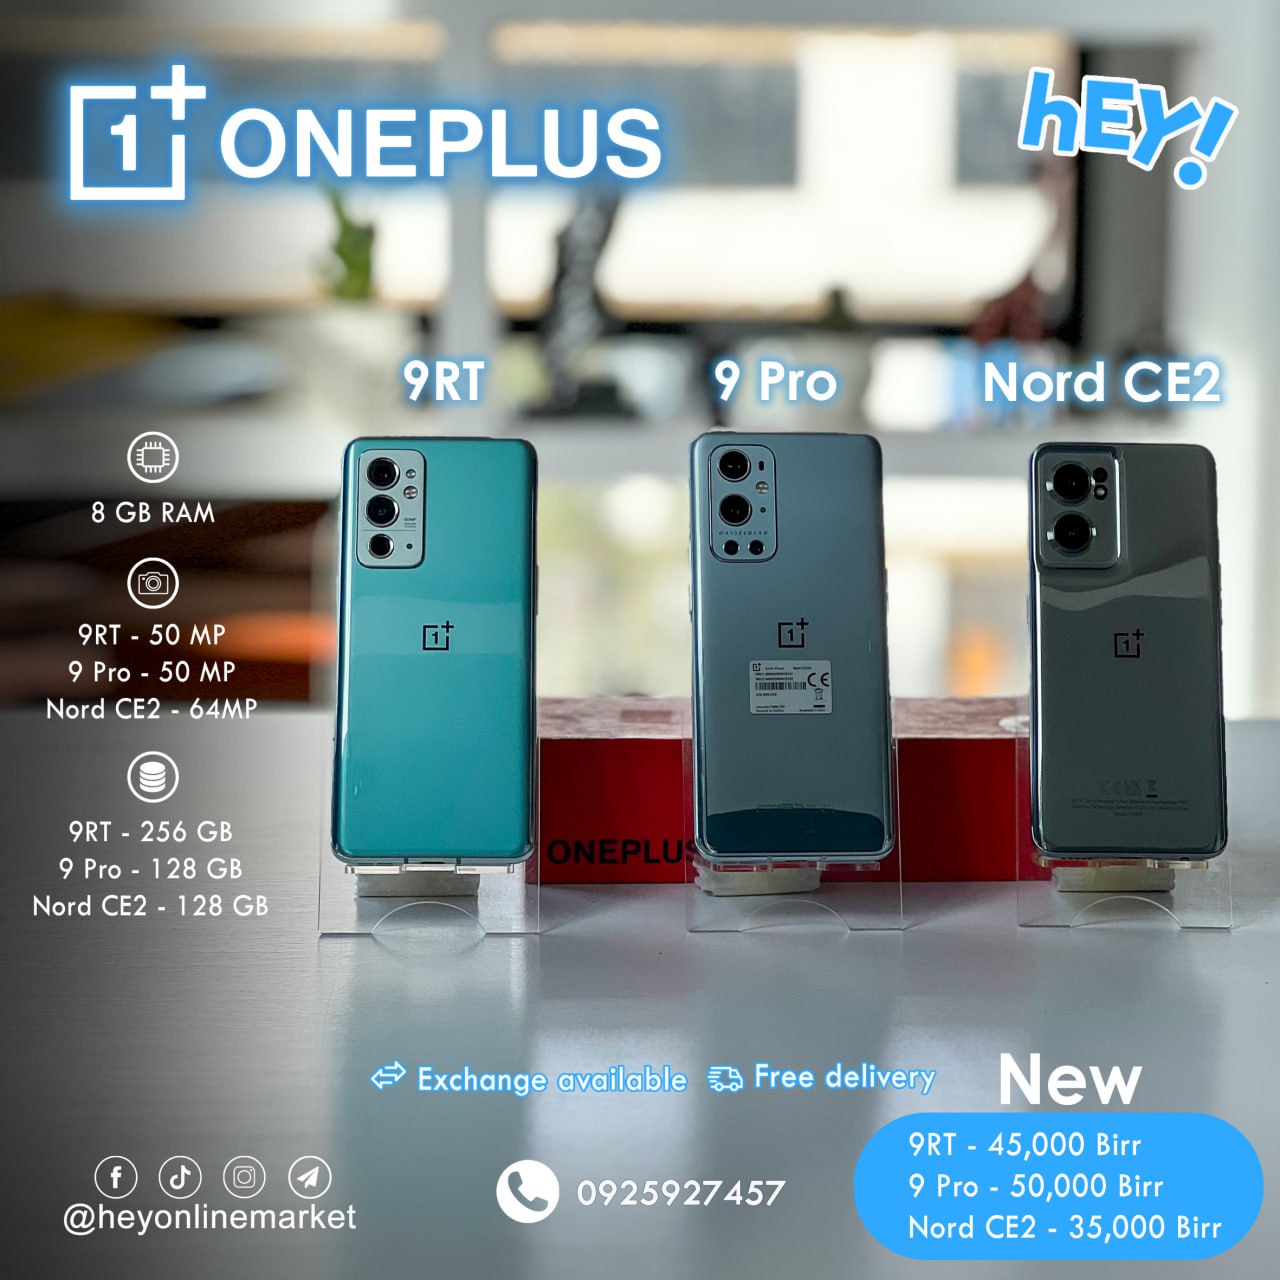 1+ ONEPLUS
hEY!
9RT
9 Pro
Nord CE2
8 GB RAM
9RT - 50 MP
9 Pro - 50 MP
Nord CE2 - 64MP
9RT - 256 GB
9 Pro - 128 GB
Nord CE2 - 128 GB
HASSELBLAD
ONEPLUS
Exchange available
Free delivery
New
9RT - 45,000 Birr
9 Pro - 50,000 Birr
Nord CE2 - 35,000 Birr
@heyonlinemarket
0925927457